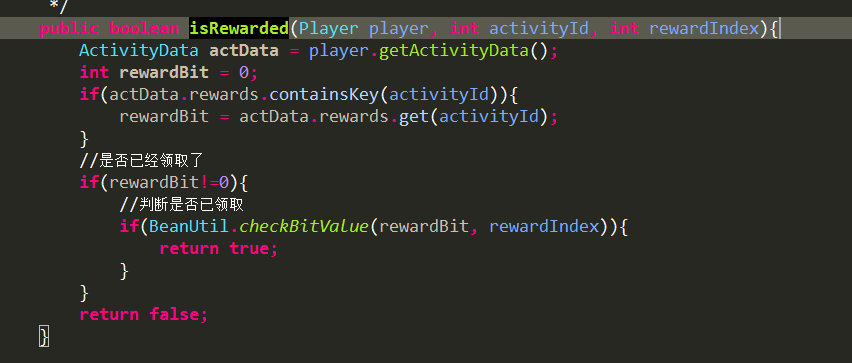 */
public boolean isRewarded(Player player, int activityId, int rewardIndex){
ActivityData actData = player.getActivityData();
int rewardBit = 0;
if(actData.rewards.containsKey(activityId)){
rewardBit = actData.rewards.get(activityId);
}
//是否已经领取了
if(rewardBit!=0){
//判断是否已领取
if(BeanUtil.checkBitValue(rewardBit, rewardIndex)){
return true;
}
}
return false;
}